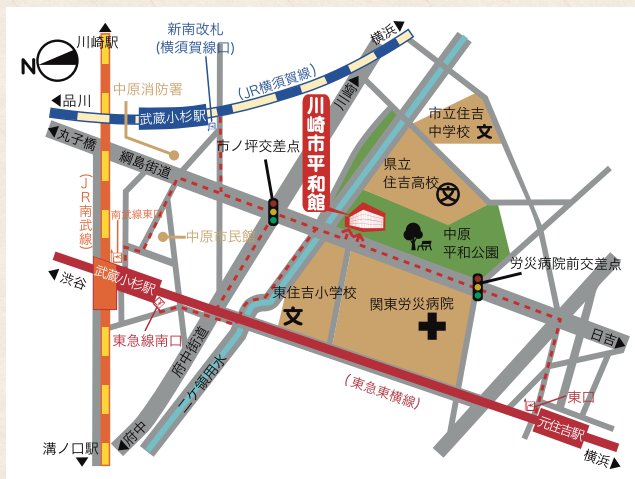 川崎駅
新南改札
(横須賀線口)
横浜
N
中原消防署
品川
(JR横須賀線)
武蔵小杉駅
川崎
川崎市平和館
市立住吉
中学校
文
丸子橋
綱島街道
市ノ坪交差点
県立
住吉高校
文
(JR南武線)
南武線東口
中原市民館
中原
平和公園
渋谷
武蔵小杉駅
労災病院前交差点
東住吉小学校
文
関東労災病院
東急線南口
府中街道
二ヶ領用水
日吉
(東急東横線)
東口
府中
元住吉駅
溝ノ口駅
横浜